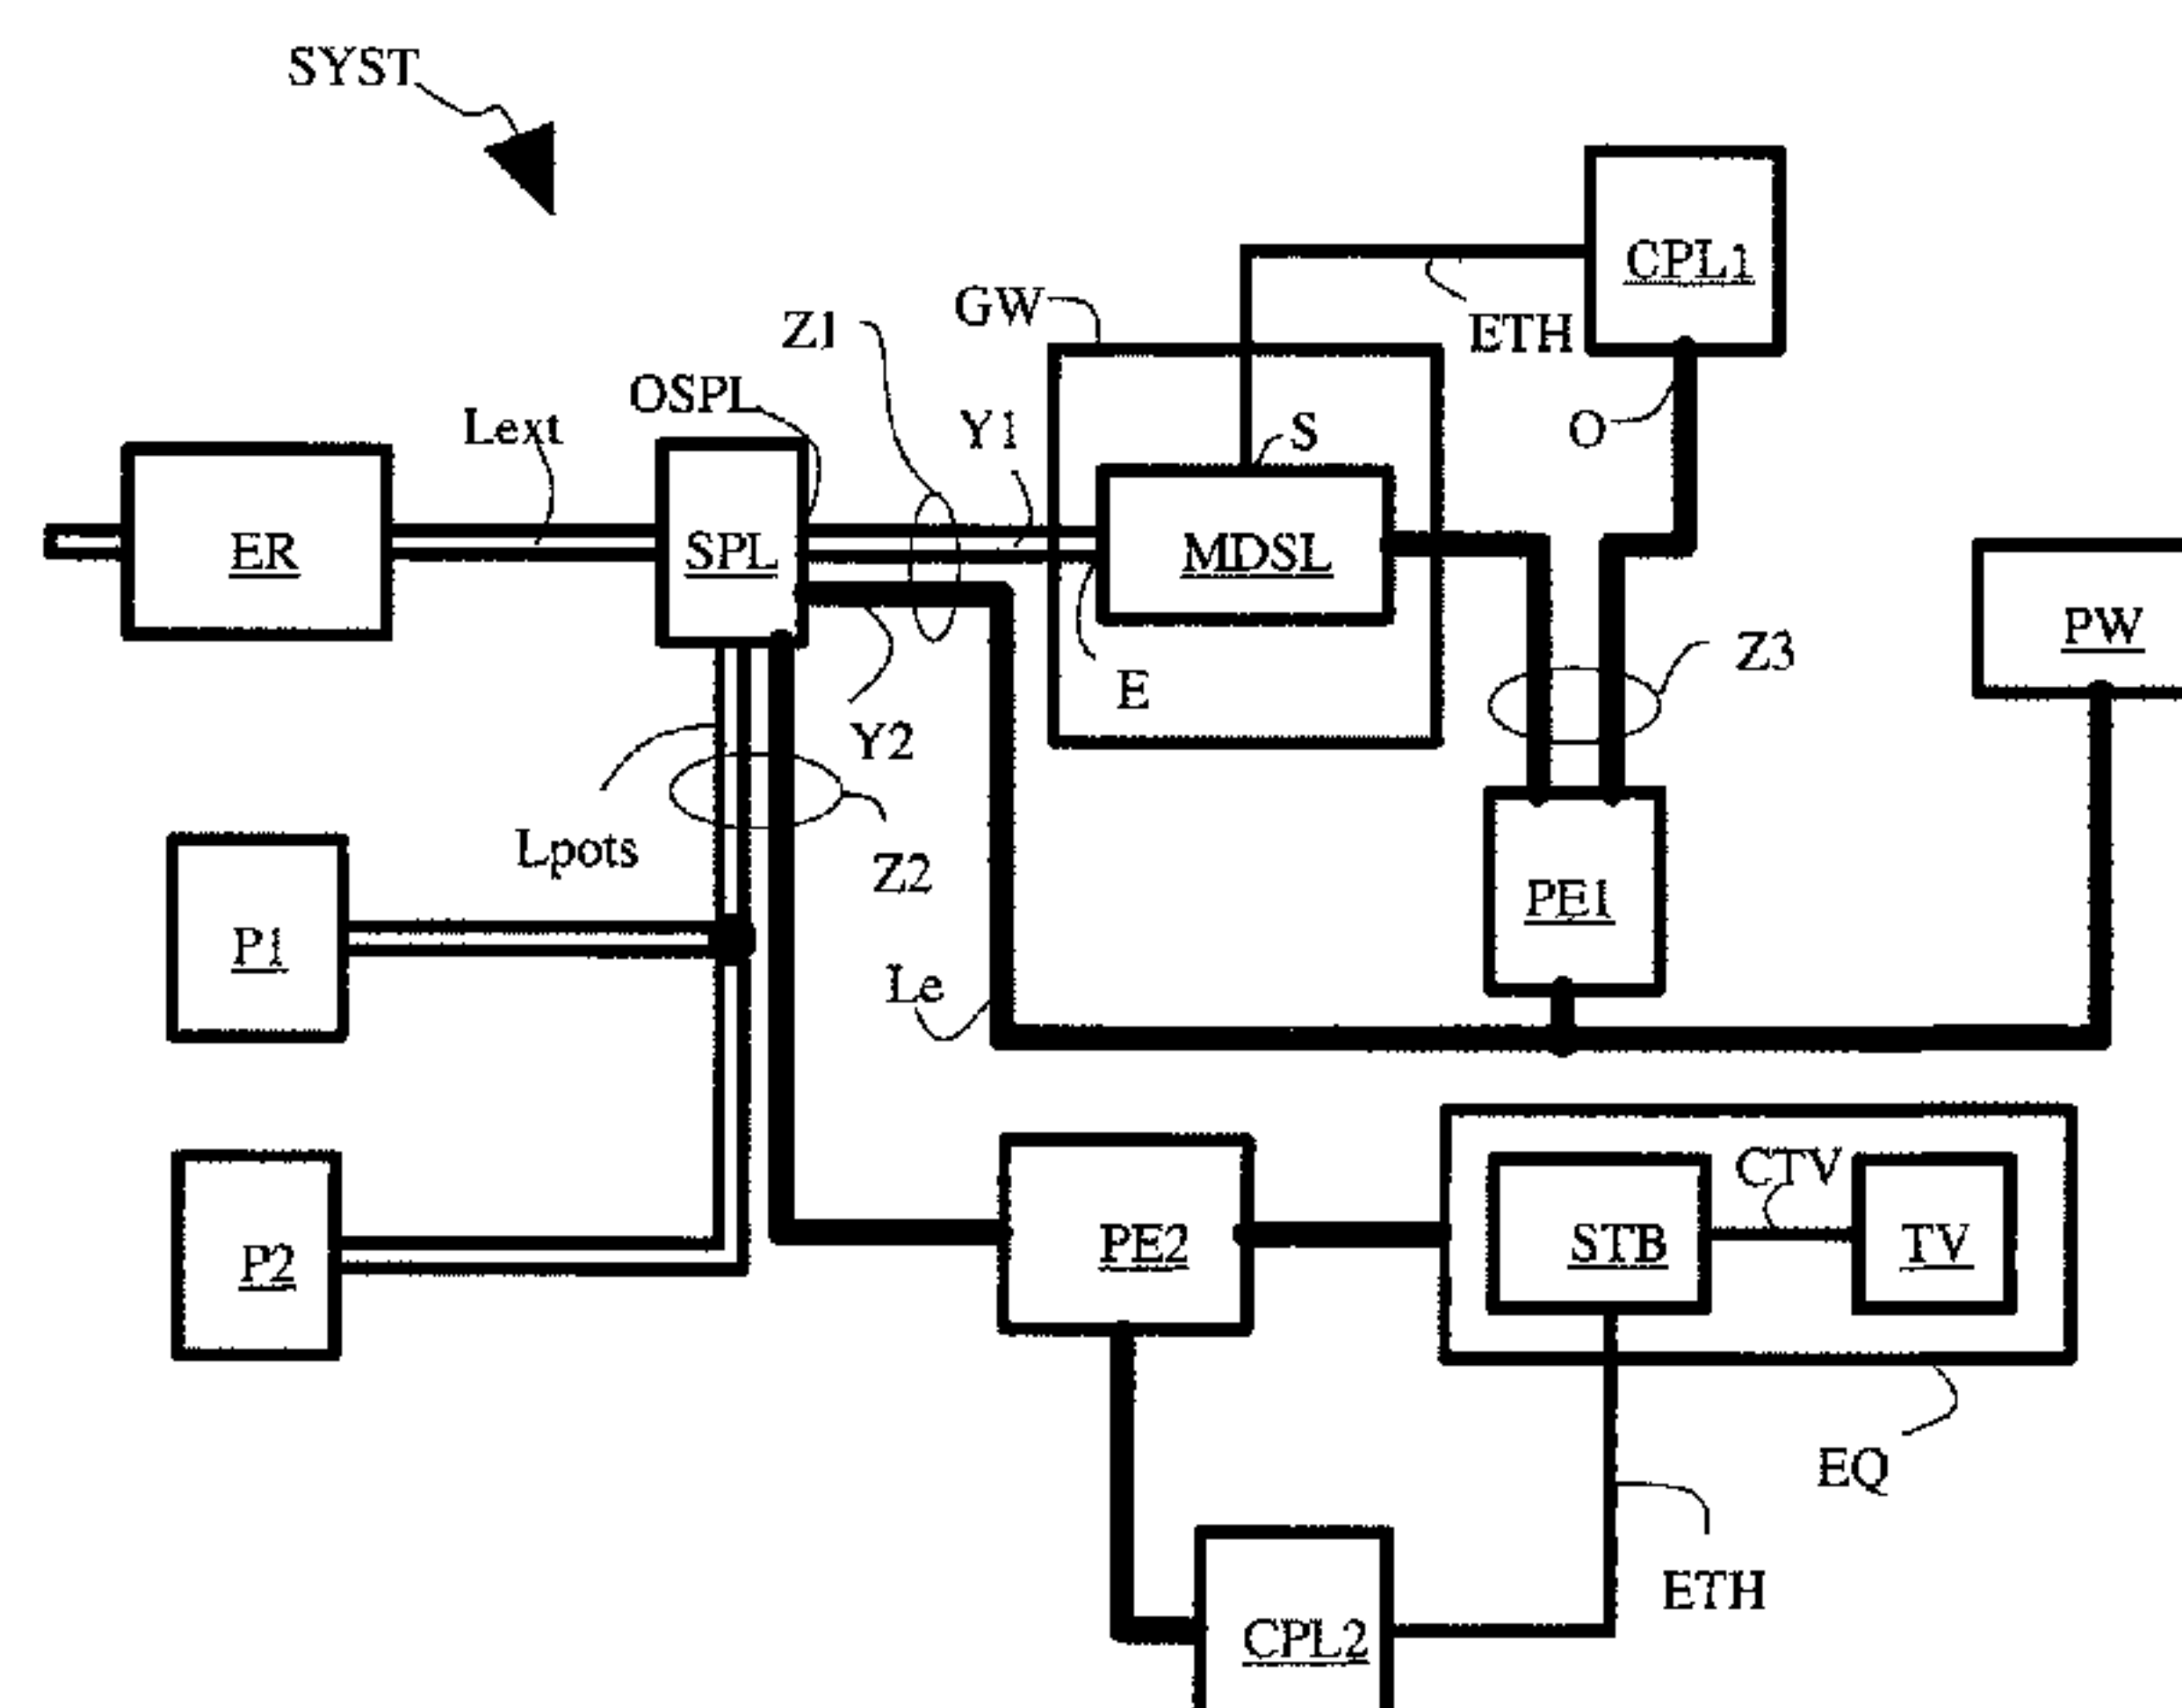 SYST
CPL1
GW
Z1
ETH
OSPL
Lext
Y1
S
O
ER
SPL
MDSL
PW
Z3
E
Y2
Lpots
Z2
PE1
P1
Le
CTV
PE2
STB
TV
P2
EQ
ETH
CPL2